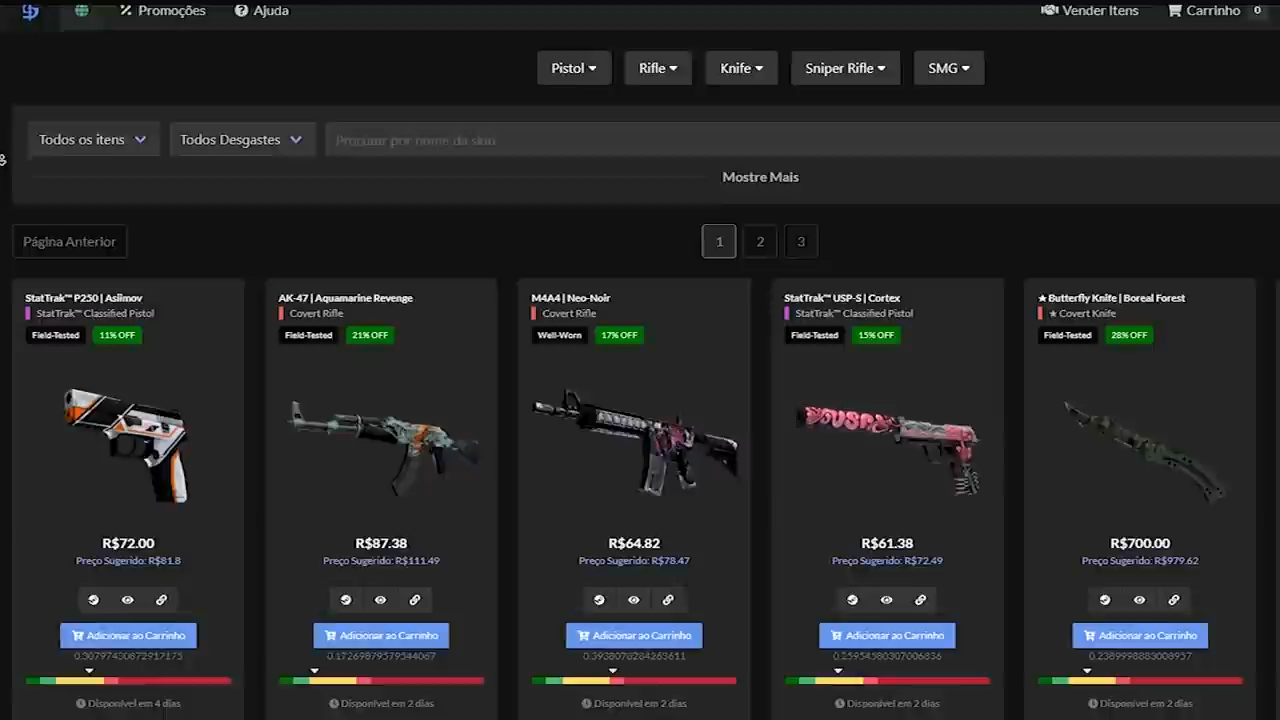 Promoções
Ajuda
Vender Itens
Carrinho 0
Pistol
Rifle
Knife
Sniper Rifle
SMG
Todos os itens
Todos Desgastes
Procurar por nome da skin
Mostre Mais
Página Anterior
1
2
3
StatTrak™ P250 | Asiimov
StatTrak™ Classified Pistol
Field-Tested
11% OFF
R$72.00
Preço Sugerido: R$81.8
Adicionar ao Carrinho
Disponível em 4 dias
AK-47 | Aquamarine Revenge
Covert Rifle
Field-Tested
21% OFF
R$87.38
Preço Sugerido: R$111.49
Adicionar ao Carrinho
Disponível em 2 dias
M4A4 | Neo-Noir
Covert Rifle
Well-Worn
17% OFF
R$64.82
Preço Sugerido: R$78.47
Adicionar ao Carrinho
Disponível em 2 dias
StatTrak™ USP-S | Cortex
StatTrak™ Classified Pistol
Field-Tested
15% OFF
R$61.38
Preço Sugerido: R$72.49
Adicionar ao Carrinho
Disponível em 2 dias
★ Butterfly Knife | Boreal Forest
★ Covert Knife
Field-Tested
28% OFF
R$700.00
Preço Sugerido: R$979.62
Adicionar ao Carrinho
Disponível em 2 dias